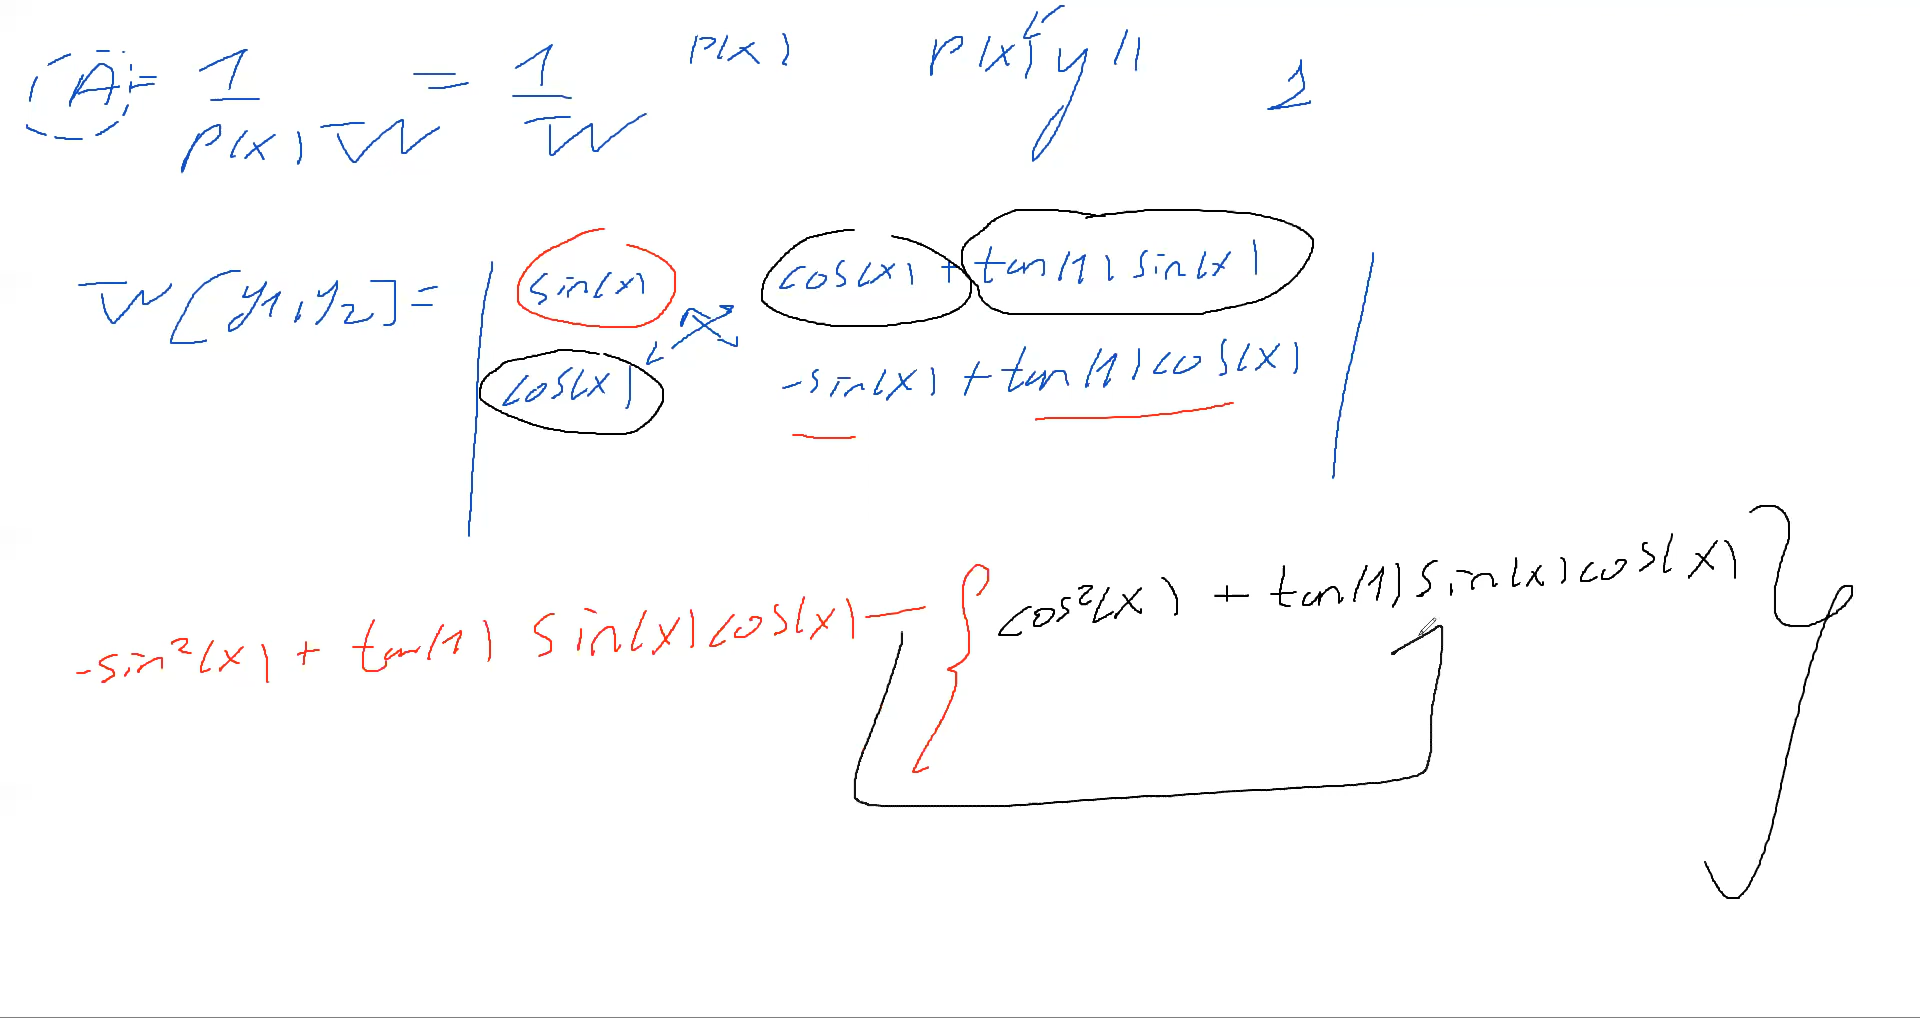 A = 1/(P(x) W) = 1/W    P(x)    P(x) y''    1
W[y1, y2] = | sin(x)    cos(x) + tan(1) sin(x) |
| cos(x)    -sin(x) + tan(1) cos(x) |
-sin²(x) + tan(1) sin(x) cos(x) - { cos²(x) + tan(1) sin(x) cos(x) }